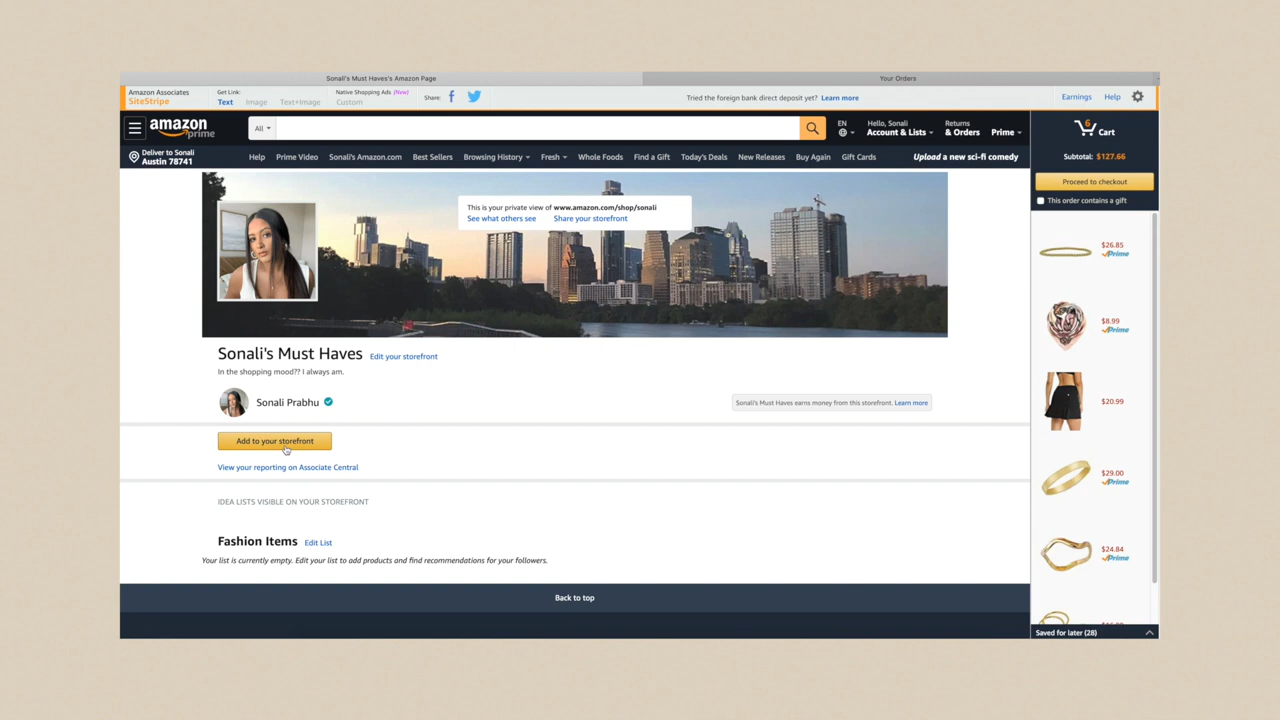 Sonali's Must Haves's Amazon Page
Your Orders
Amazon Associates
SiteStripe
Get Link:
Text Image Text+Image
Native Shopping Ads (New)
Custom
Share:
Tried the foreign bank direct deposit yet? Learn more
Earnings Help
amazon prime
All
EN
Hello, Sonali
Account & Lists
Returns
& Orders
Prime
6
Cart
Deliver to Sonali
Austin 78741
Help Prime Video Sonali's Amazon.com Best Sellers Browsing History Fresh Whole Foods Find a Gift Today's Deals New Releases Buy Again Gift Cards
Upload a new sci-fi comedy
Subtotal: $127.66
Proceed to checkout
This order contains a gift
This is your private view of www.amazon.com/shop/sonali
See what others see Share your storefront
Sonali's Must Haves Edit your storefront
In the shopping mood?? I always am.
Sonali Prabhu
Sonali's Must Haves earns money from this storefront. Learn more
Add to your storefront
View your reporting on Associate Central
IDEA LISTS VISIBLE ON YOUR STOREFRONT
Fashion Items Edit List
Your list is currently empty. Edit your list to add products and find recommendations for your followers.
Back to top
$26.85
Prime
$8.99
Prime
$20.99
$29.00
Prime
$24.84
Prime
Saved for later (28)